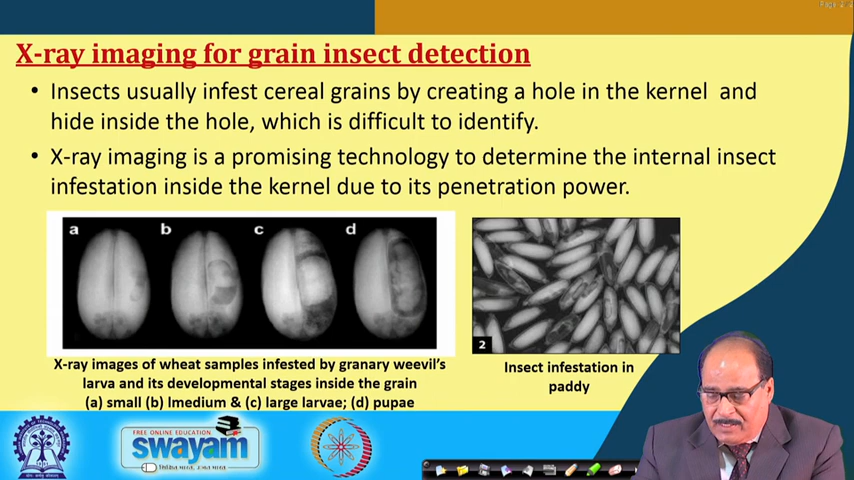 X-ray imaging for grain insect detection
• Insects usually infest cereal grains by creating a hole in the kernel and
hide inside the hole, which is difficult to identify.
• X-ray imaging is a promising technology to determine the internal insect
infestation inside the kernel due to its penetration power.
a b c d
2
X-ray images of wheat samples infested by granary weevil's
larva and its developmental stages inside the grain
(a) small (b) lmedium & (c) large larvae; (d) pupae
Insect infestation in
paddy
FREE ONLINE EDUCATION
swayam